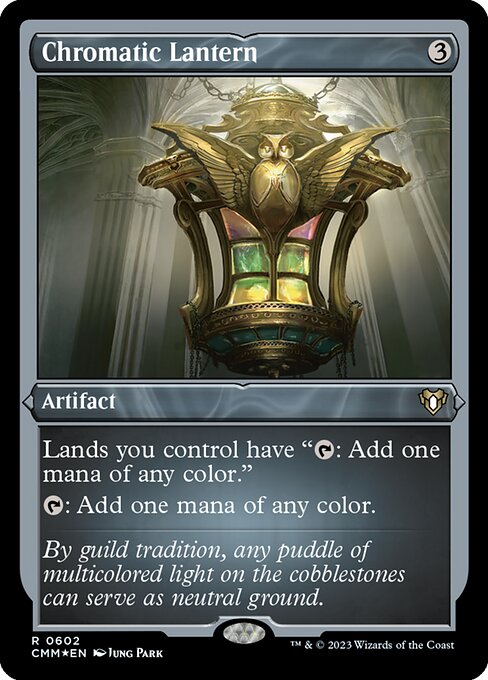 Chromatic Lantern 3
Artifact
Lands you control have “: Add one
mana of any color.”
: Add one mana of any color.
By guild tradition, any puddle of
multicolored light on the cobblestones
can serve as neutral ground.
R 0602
CMM★EN Jung Park
™ & © 2023 Wizards of the Coast